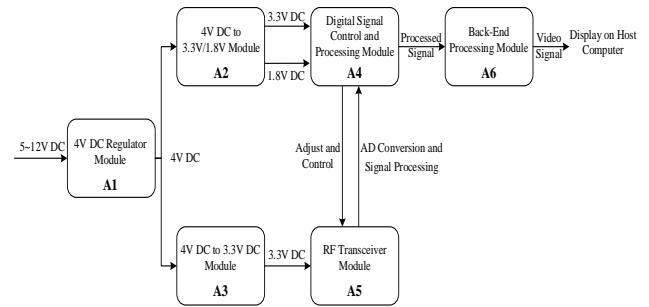 5~12V DC
4V DC Regulator
Module
A1
4V DC
4V DC to
3.3V/1.8V Module
A2
3.3V DC
1.8V DC
Digital Signal
Control and
Processing Module
A4
Processed
Signal
Back-End
Processing Module
A6
Video
Signal
Display on Host
Computer
Adjust and
Control
AD Conversion and
Signal Processing
4V DC to 3.3V DC
Module
A3
3.3V DC
RF Transceiver
Module
A5